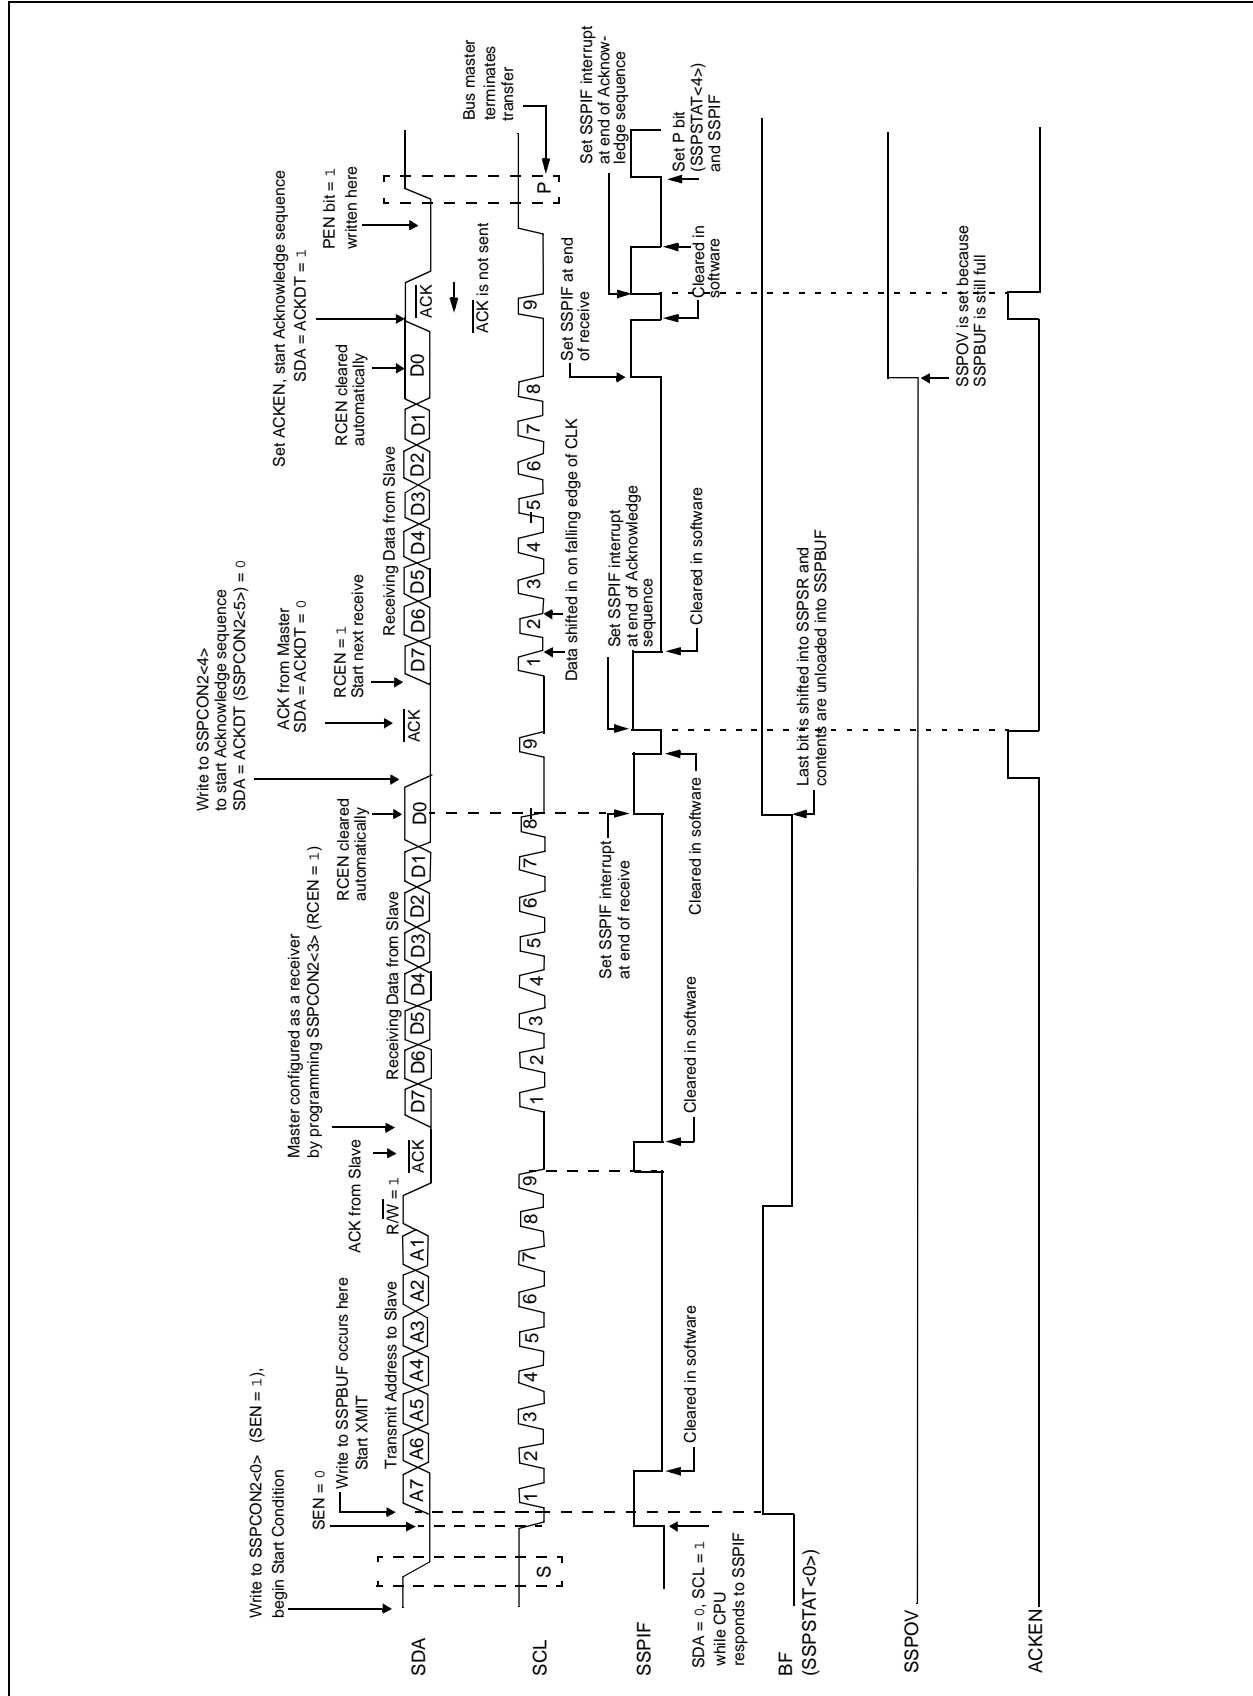 Write to SSPCON2<0> (SEN = 1),
begin Start Condition
SEN = 0
Write to SSPBUF occurs here
Start XMIT
ACK from Slave
Master configured as a receiver
by programming SSPCON2<3> (RCEN = 1)
RCEN cleared
automatically
Write to SSPCON2<4>
to start Acknowledge sequence
SDA = ACKDT (SSPCON2<5>) = 0
ACK from Master
SDA = ACKDT = 0
RCEN = 1
Start next receive
RCEN cleared
automatically
Set ACKEN, start Acknowledge sequence
SDA = ACKDT = 1
PEN bit = 1
written here
Transmit Address to Slave
R/W = 1
Receiving Data from Slave
Receiving Data from Slave
SDA
A7 A6 A5 A4 A3 A2 A1
ACK
D7 D6 D5 D4 D3 D2 D1 D0
ACK
D7 D6 D5 D4 D3 D2 D1 D0
ACK
ACK is not sent
Bus master
terminates
transfer
SCL
S
1 2 3 4 5 6 7 8 9
1 2 3 4 5 6 7 8 9
1 2 3 4 5 6 7 8 9
P
Data shifted in on falling edge of CLK
Set SSPIF interrupt
at end of receive
Set SSPIF interrupt
at end of Acknowledge
sequence
Set SSPIF at end
of receive
Set SSPIF interrupt
at end of Acknow-
ledge sequence
SSPIF
SDA = 0, SCL = 1
while CPU
responds to SSPIF
Cleared in software
Cleared in software
Cleared in software
Cleared in software
Cleared in
software
Set P bit
(SSPSTAT<4>)
and SSPIF
BF
(SSPSTAT<0>)
Last bit is shifted into SSPSR and
contents are unloaded into SSPBUF
SSPOV
SSPOV is set because
SSPBUF is still full
ACKEN